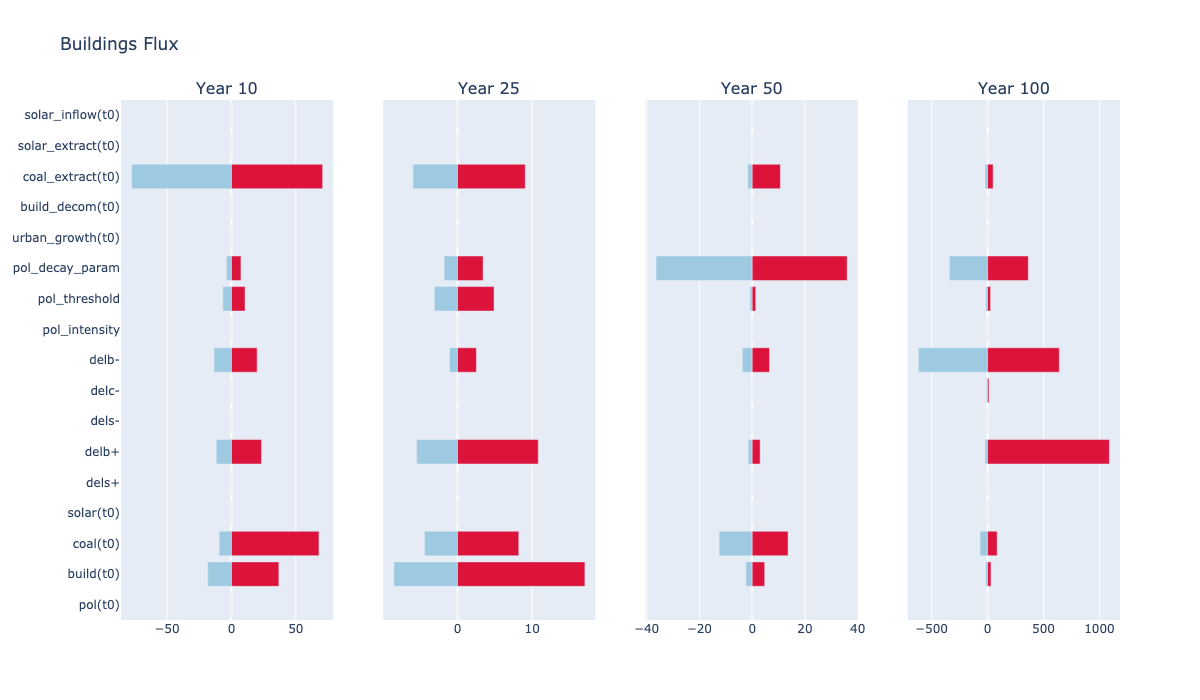 Buildings Flux
Year 10
Year 25
Year 50
Year 100
solar_inflow(t0)
solar_extract(t0)
coal_extract(t0)
build_decom(t0)
urban_growth(t0)
pol_decay_param
pol_threshold
pol_intensity
delb-
delc-
dels-
delb+
dels+
solar(t0)
coal(t0)
build(t0)
pol(t0)
−50 0 50
0 10
−40 −20 0 20 40
−500 0 500 1000